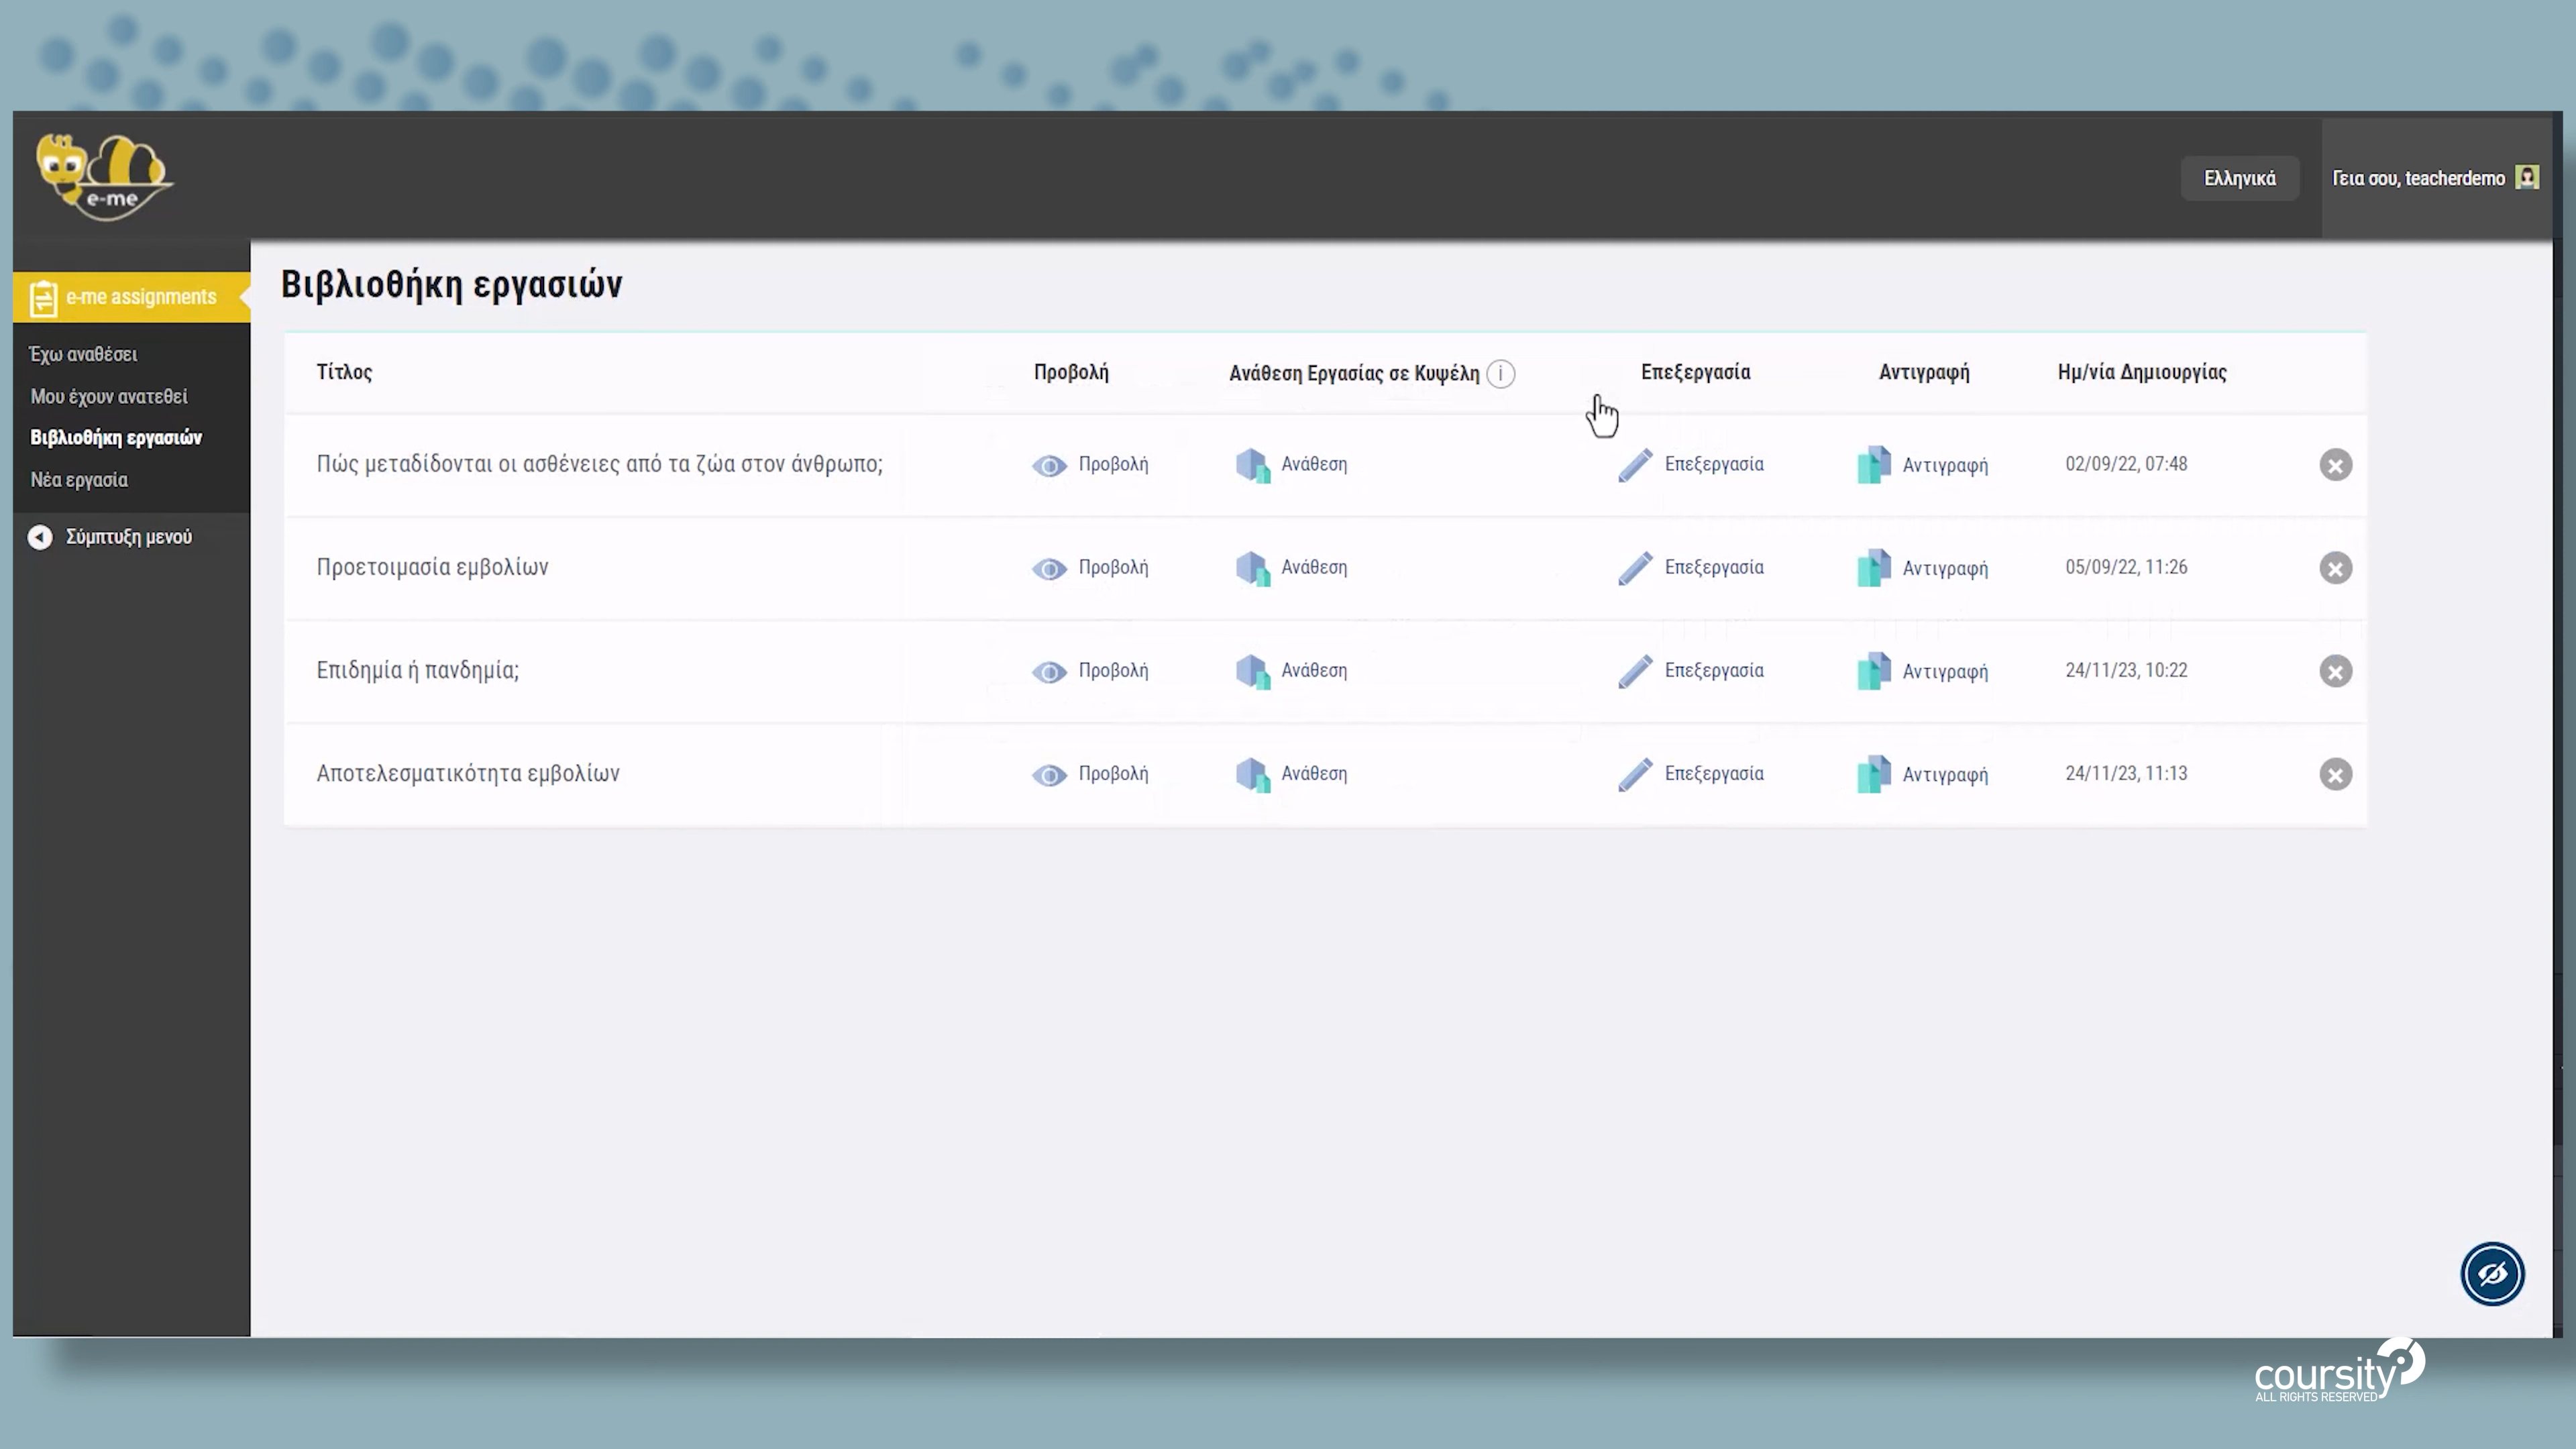 e-me
Ελληνικά
Γεια σου, teacherdemo
e-me assignments
Έχω αναθέσει
Μου έχουν ανατεθεί
Βιβλιοθήκη εργασιών
Νέα εργασία
Σύμπτυξη μενού
Βιβλιοθήκη εργασιών
Τίτλος Προβολή Ανάθεση Εργασίας σε Κυψέλη i Επεξεργασία Αντιγραφή Ημ/νία Δημιουργίας
Πώς μεταδίδονται οι ασθένειες από τα ζώα στον άνθρωπο; Προβολή Ανάθεση Επεξεργασία Αντιγραφή 02/09/22, 07:48
Προετοιμασία εμβολίων Προβολή Ανάθεση Επεξεργασία Αντιγραφή 05/09/22, 11:26
Επιδημία ή πανδημία; Προβολή Ανάθεση Επεξεργασία Αντιγραφή 24/11/23, 10:22
Αποτελεσματικότητα εμβολίων Προβολή Ανάθεση Επεξεργασία Αντιγραφή 24/11/23, 11:13
coursity
ALL RIGHTS RESERVED